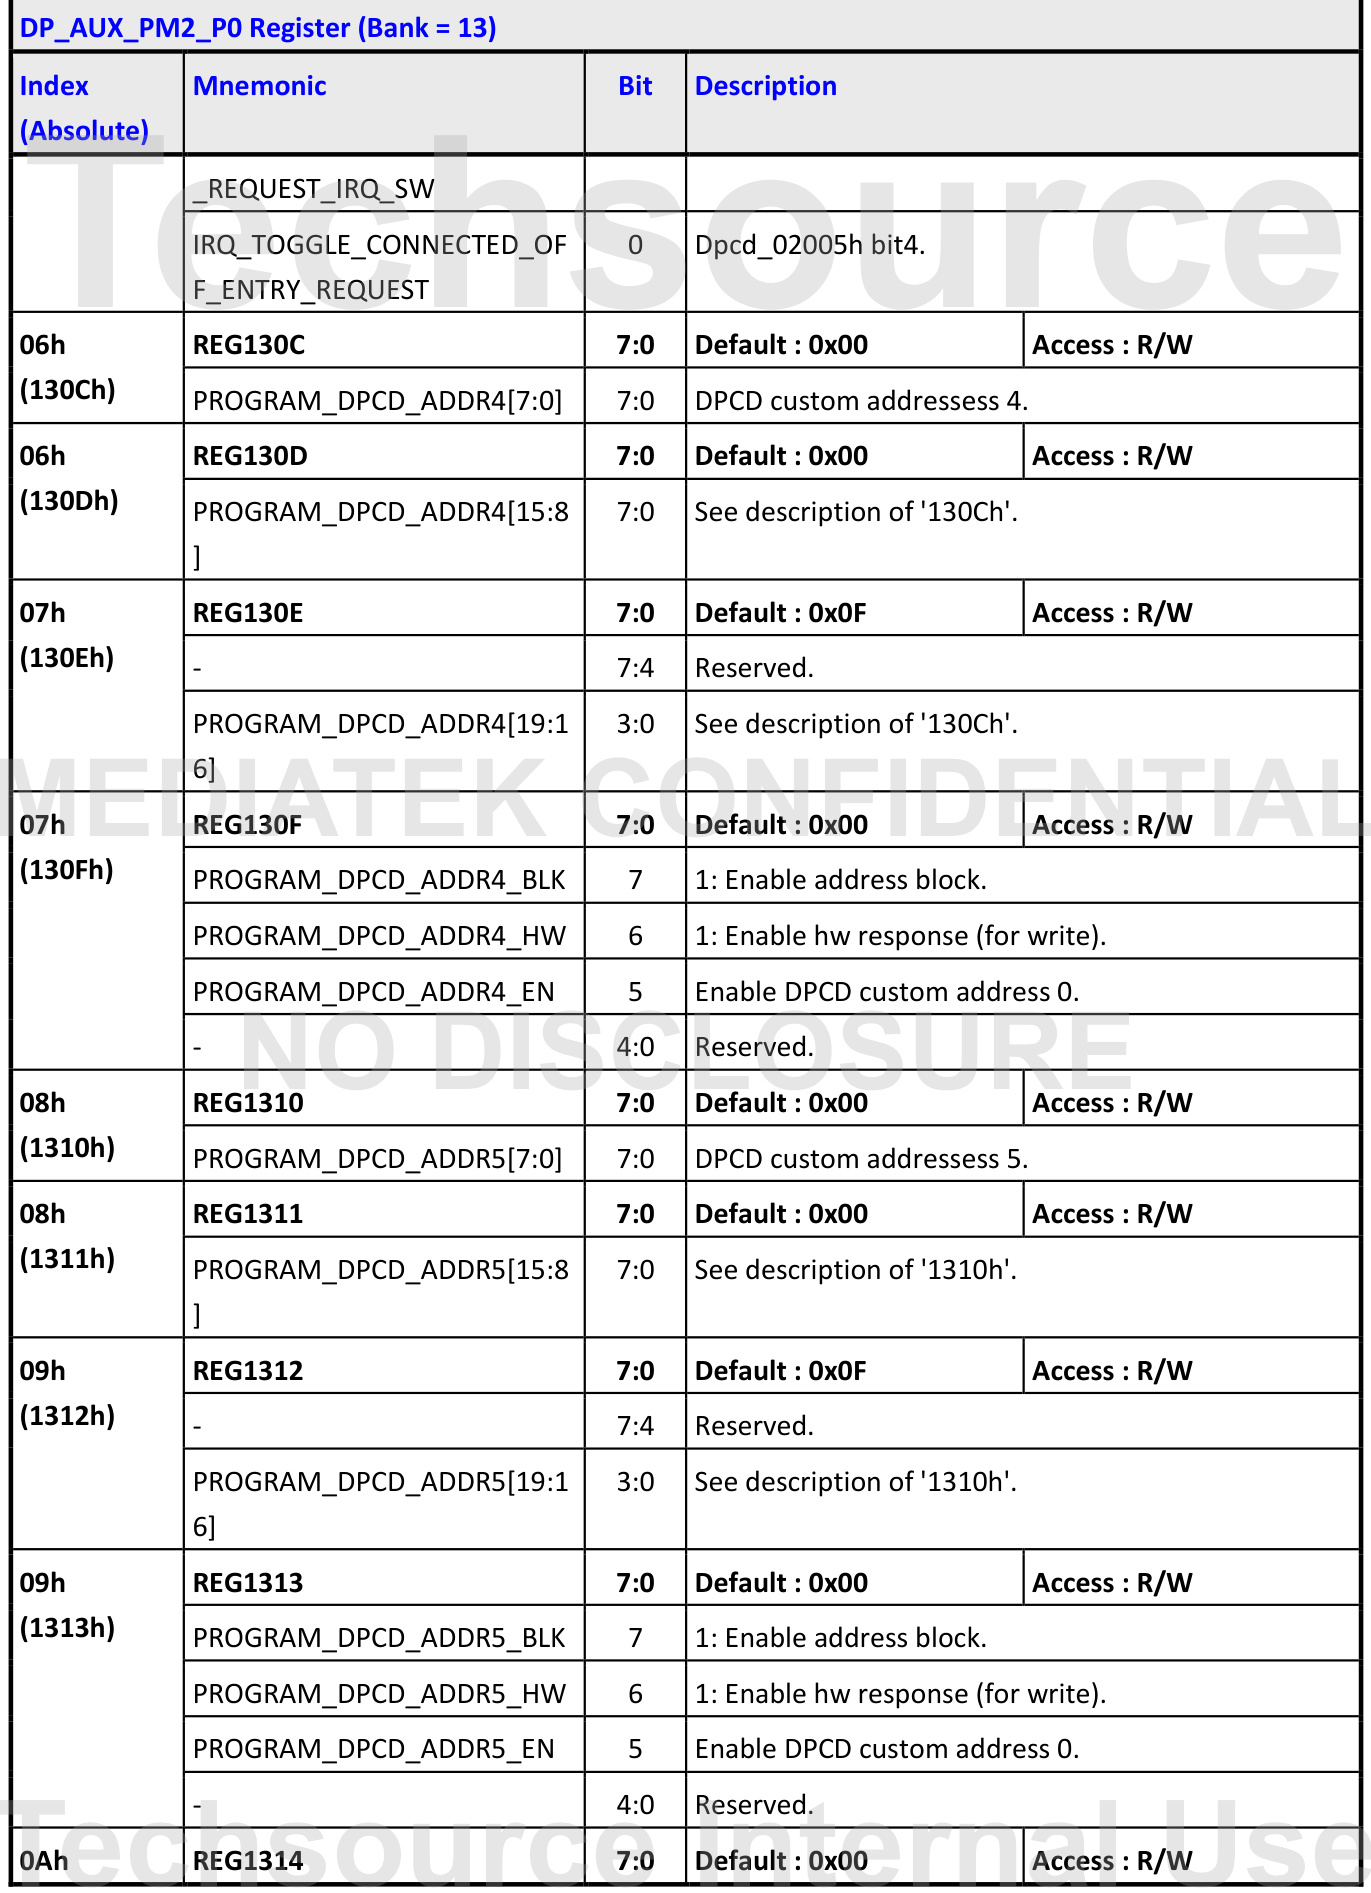 DP_AUX_PM2_P0 Register (Bank = 13)
Index Mnemonic Bit Description
(Absolute)
Techsource
_REQUEST_IRQ_SW
IRQ_TOGGLE_CONNECTED_OF 0 Dpcd_02005h bit4.
F_ENTRY_REQUEST
06h REG130C 7:0 Default : 0x00 Access : R/W
(130Ch) PROGRAM_DPCD_ADDR4[7:0] 7:0 DPCD custom addressess 4.
06h REG130D 7:0 Default : 0x00 Access : R/W
(130Dh) PROGRAM_DPCD_ADDR4[15:8 7:0 See description of '130Ch'.
]
07h REG130E 7:0 Default : 0x0F Access : R/W
(130Eh) - 7:4 Reserved.
PROGRAM_DPCD_ADDR4[19:1 3:0 See description of '130Ch'.
6]
MEDIATEK CONFIDENTIAL
07h REG130F 7:0 Default : 0x00 Access : R/W
(130Fh) PROGRAM_DPCD_ADDR4_BLK 7 1: Enable address block.
PROGRAM_DPCD_ADDR4_HW 6 1: Enable hw response (for write).
PROGRAM_DPCD_ADDR4_EN 5 Enable DPCD custom address 0.
NO DISCLOSURE
- 4:0 Reserved.
08h REG1310 7:0 Default : 0x00 Access : R/W
(1310h) PROGRAM_DPCD_ADDR5[7:0] 7:0 DPCD custom addressess 5.
08h REG1311 7:0 Default : 0x00 Access : R/W
(1311h) PROGRAM_DPCD_ADDR5[15:8 7:0 See description of '1310h'.
]
09h REG1312 7:0 Default : 0x0F Access : R/W
(1312h) - 7:4 Reserved.
PROGRAM_DPCD_ADDR5[19:1 3:0 See description of '1310h'.
6]
09h REG1313 7:0 Default : 0x00 Access : R/W
(1313h) PROGRAM_DPCD_ADDR5_BLK 7 1: Enable address block.
PROGRAM_DPCD_ADDR5_HW 6 1: Enable hw response (for write).
PROGRAM_DPCD_ADDR5_EN 5 Enable DPCD custom address 0.
- 4:0 Reserved.
Techsource Internal Use
0Ah REG1314 7:0 Default : 0x00 Access : R/W